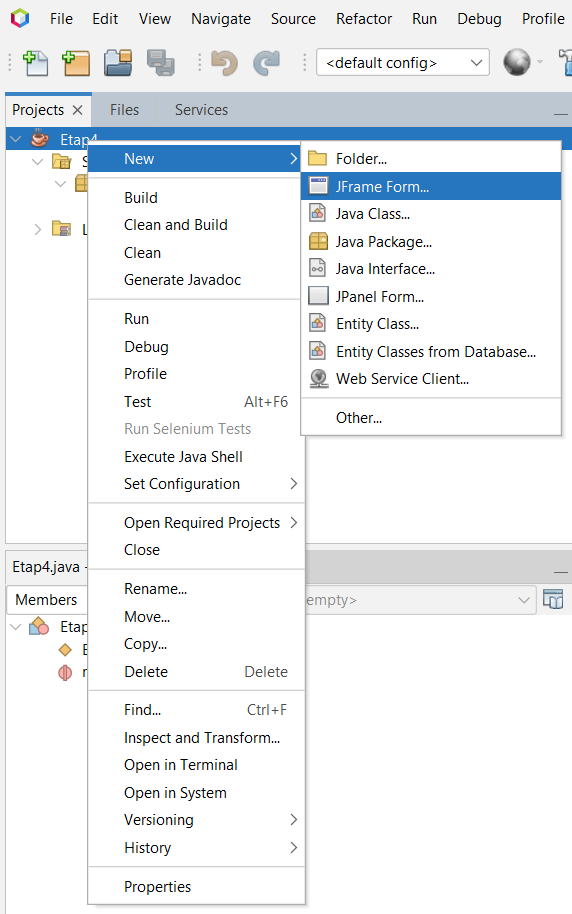 File Edit View Navigate Source Refactor Run Debug Profile
<default config>
Projects Files Services
Etap4
New
Build
Clean and Build
Clean
Generate Javadoc
Run
Debug
Profile
Test Alt+F6
Run Selenium Tests
Execute Java Shell
Set Configuration
Open Required Projects
Close
Rename...
Move...
Copy...
Delete Delete
Find... Ctrl+F
Inspect and Transform...
Open in Terminal
Open in System
Versioning
History
Properties
Folder...
JFrame Form...
Java Class...
Java Package...
Java Interface...
JPanel Form...
Entity Class...
Entity Classes from Database...
Web Service Client...
Other...
Etap4.java -
Members
empty>
Etap